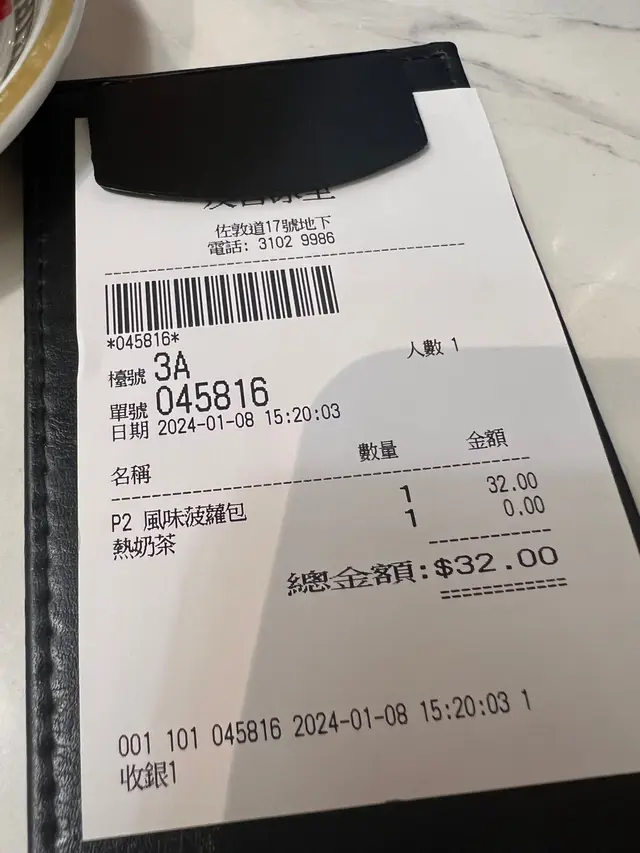 佐敦道17號地下
電話: 3102 9986
*045816*
檯號 3A
人數 1
單號 045816
日期 2024-01-08 15:20:03
名稱 數量 金額
P2 風味菠蘿包 1 32.00
熱奶茶 1 0.00
總金額:$32.00
001 101 045816 2024-01-08 15:20:03 1
收銀1